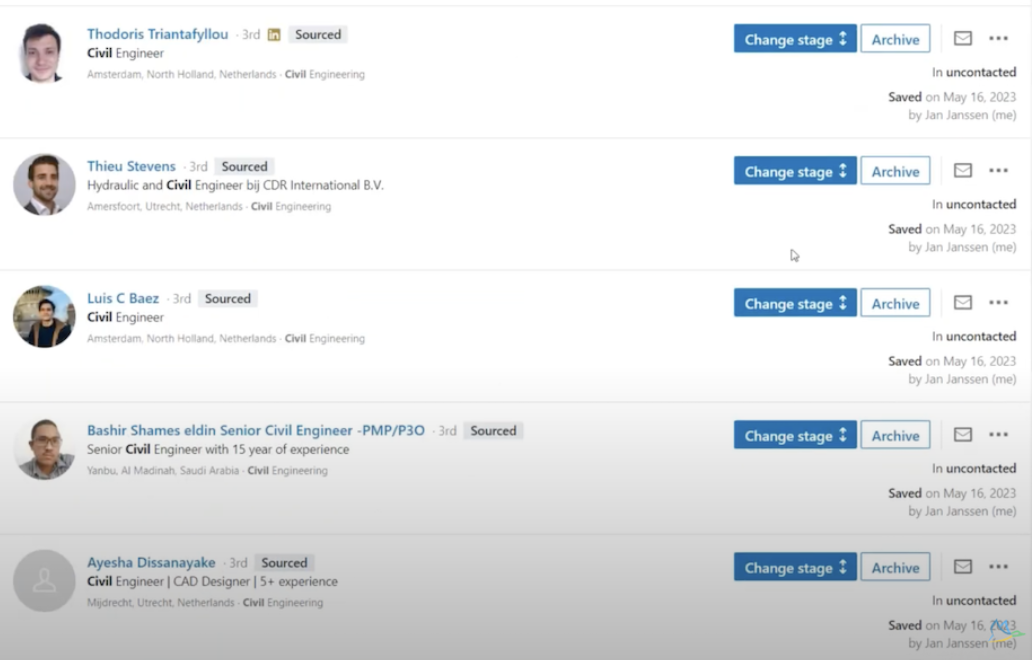 Thodoris Triantafyllou · 3rd in Sourced
Civil Engineer
Amsterdam, North Holland, Netherlands · Civil Engineering
Change stage Archive
In uncontacted
Saved on May 16, 2023
by Jan Janssen (me)
Thieu Stevens · 3rd Sourced
Hydraulic and Civil Engineer bij CDR International B.V.
Amersfoort, Utrecht, Netherlands · Civil Engineering
Change stage Archive
In uncontacted
Saved on May 16, 2023
by Jan Janssen (me)
Luis C Baez · 3rd Sourced
Civil Engineer
Amsterdam, North Holland, Netherlands · Civil Engineering
Change stage Archive
In uncontacted
Saved on May 16, 2023
by Jan Janssen (me)
Bashir Shames eldin Senior Civil Engineer -PMP/P3O · 3rd Sourced
Senior Civil Engineer with 15 year of experience
Yanbu, Al Madinah, Saudi Arabia · Civil Engineering
Change stage Archive
In uncontacted
Saved on May 16, 2023
by Jan Janssen (me)
Ayesha Dissanayake · 3rd Sourced
Civil Engineer | CAD Designer | 5+ experience
Mijdrecht, Utrecht, Netherlands · Civil Engineering
Change stage Archive
In uncontacted
Saved on May 16, 2023
by Jan Janssen (me)